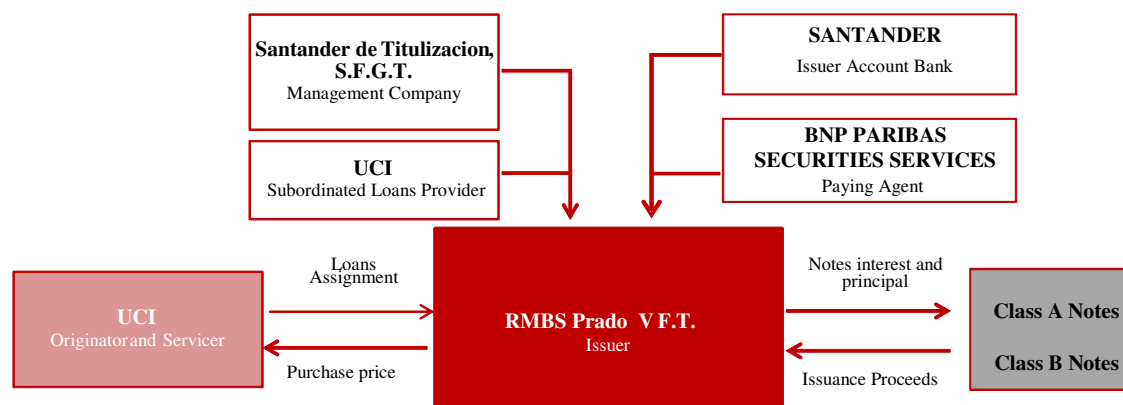 Santander de Titulizacion,
S.F.G.T.
Management Company
SANTANDER
Issuer Account Bank
UCI
Subordinated Loans Provider
BNP PARIBAS
SECURITIES SERVICES
Paying Agent
Loans
Assignment
Notes interest and
principal
UCI
Originator and Servicer
RMBS Prado V F.T.
Issuer
Class A Notes
Class B Notes
Purchase price
Issuance Proceeds